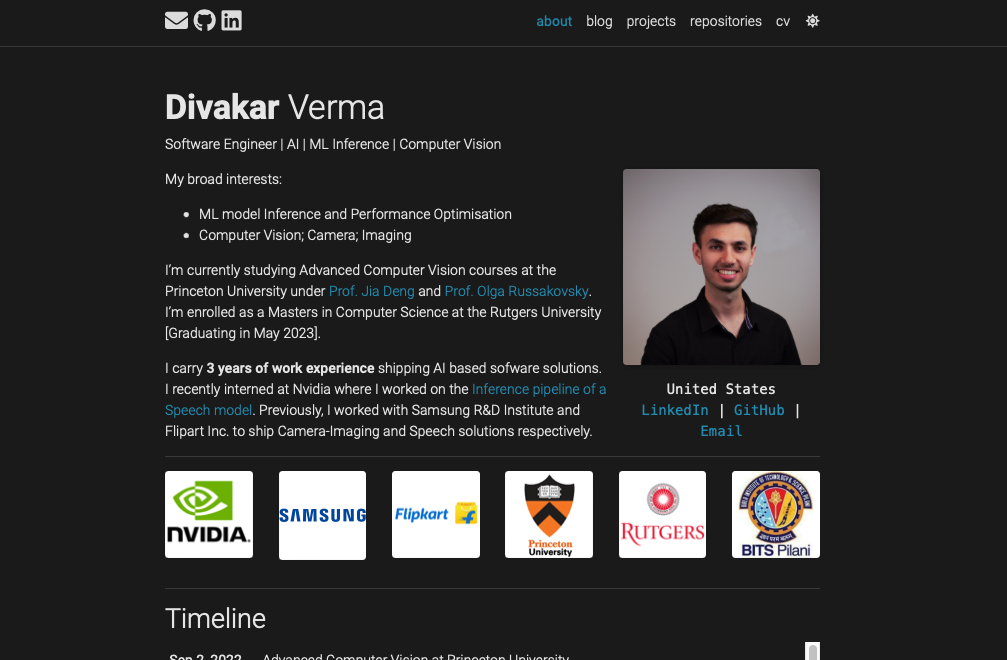 about blog projects repositories cv
Divakar Verma
Software Engineer | AI | ML Inference | Computer Vision
My broad interests:
ML model Inference and Performance Optimisation
Computer Vision; Camera; Imaging
I'm currently studying Advanced Computer Vision courses at the
Princeton University under Prof. Jia Deng and Prof. Olga Russakovsky.
I'm enrolled as a Masters in Computer Science at the Rutgers University
[Graduating in May 2023].
I carry 3 years of work experience shipping AI based sofware solutions.
I recently interned at Nvidia where I worked on the Inference pipeline of a
Speech model. Previously, I worked with Samsung R&D Institute and
Flipart Inc. to ship Camera-Imaging and Speech solutions respectively.
United States
LinkedIn | GitHub |
Email
NVIDIA.
SAMSUNG
Flipkart
Princeton
University
RUTGERS
BITS Pilani
Timeline
Sep 2, 2022 Advanced Computer Vision at Princeton University